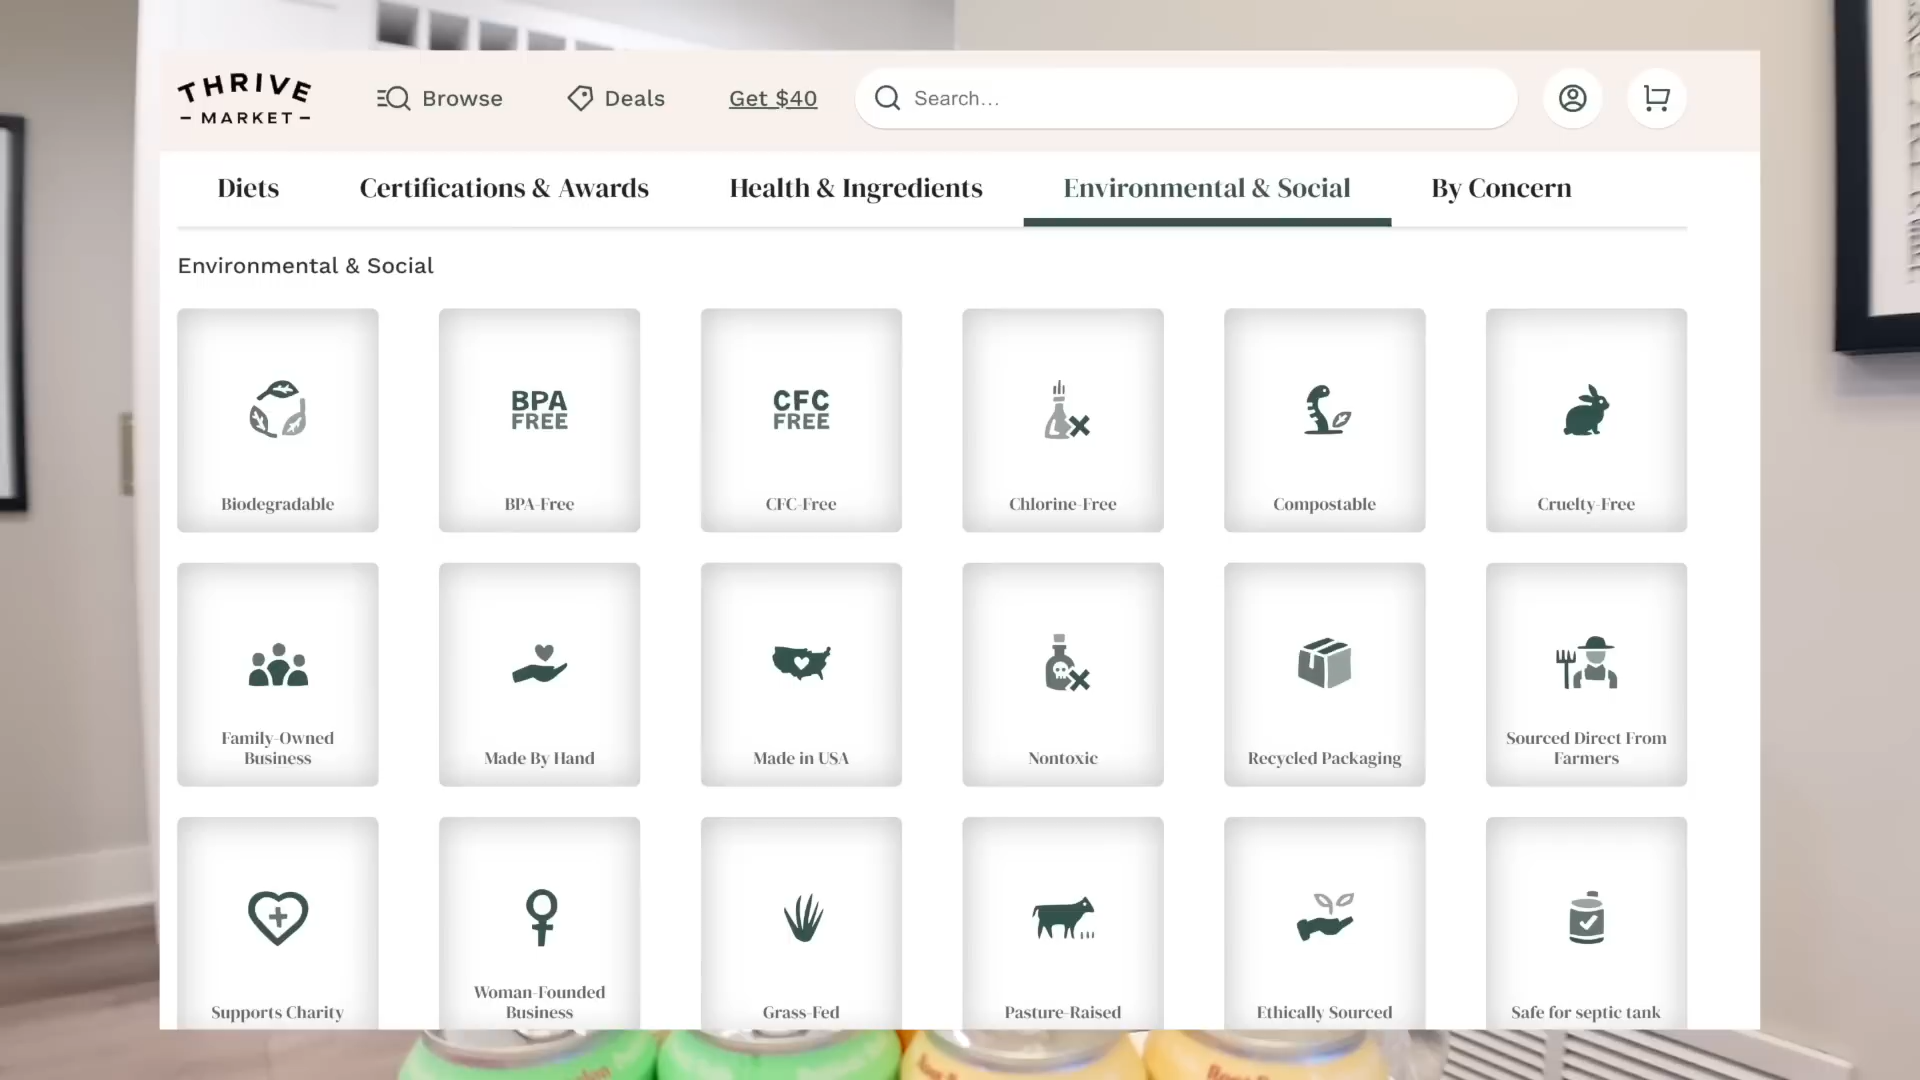 THRIVE
MARKET
Browse
Deals
Get $40
Search...
Diets
Certifications & Awards
Health & Ingredients
Environmental & Social
By Concern
Environmental & Social
BPA
FREE
CFC
FREE
Biodegradable
BPA-Free
CFC-Free
Chlorine-Free
Compostable
Cruelty-Free
Family-Owned
Business
Made By Hand
Made in USA
Nontoxic
Recycled Packaging
Sourced Direct From
Farmers
Supports Charity
Woman-Founded
Business
Grass-Fed
Pasture-Raised
Ethically Sourced
Safe for septic tank